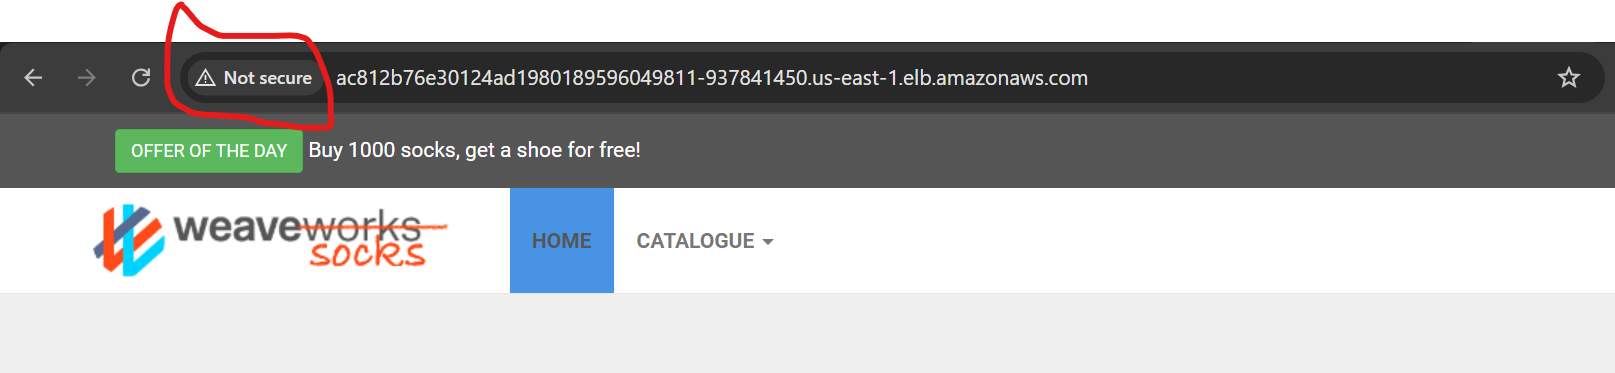 Not secure ac812b76e30124ad1980189596049811-937841450.us-east-1.elb.amazonaws.com
OFFER OF THE DAY Buy 1000 socks, get a shoe for free!
weaveworks HOME CATALOGUE
socks